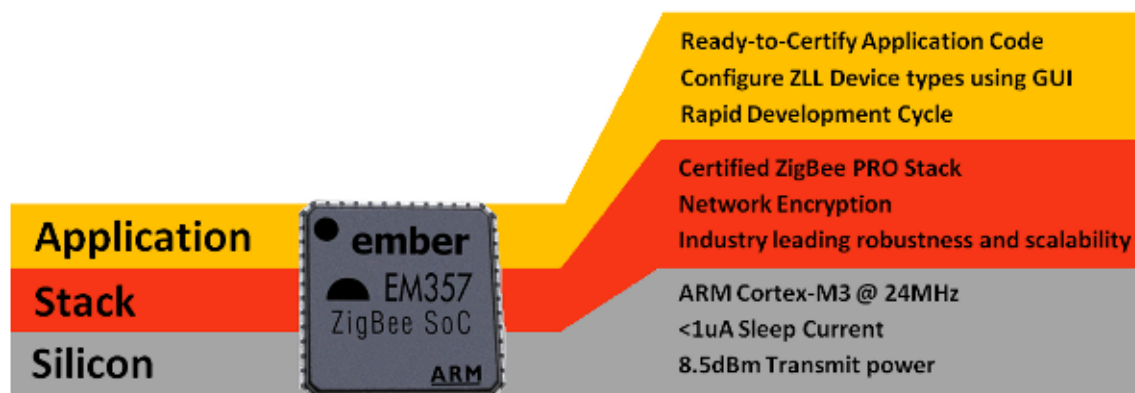 Ready-to-Certify Application Code
Configure ZLL Device types using GUI
Rapid Development Cycle
Certified ZigBee PRO Stack
Network Encryption
Industry leading robustness and scalability
ARM Cortex-M3 @ 24MHz
<1uA Sleep Current
8.5dBm Transmit power
Application
Stack
Silicon
ember
EM357
ZigBee SoC
ARM